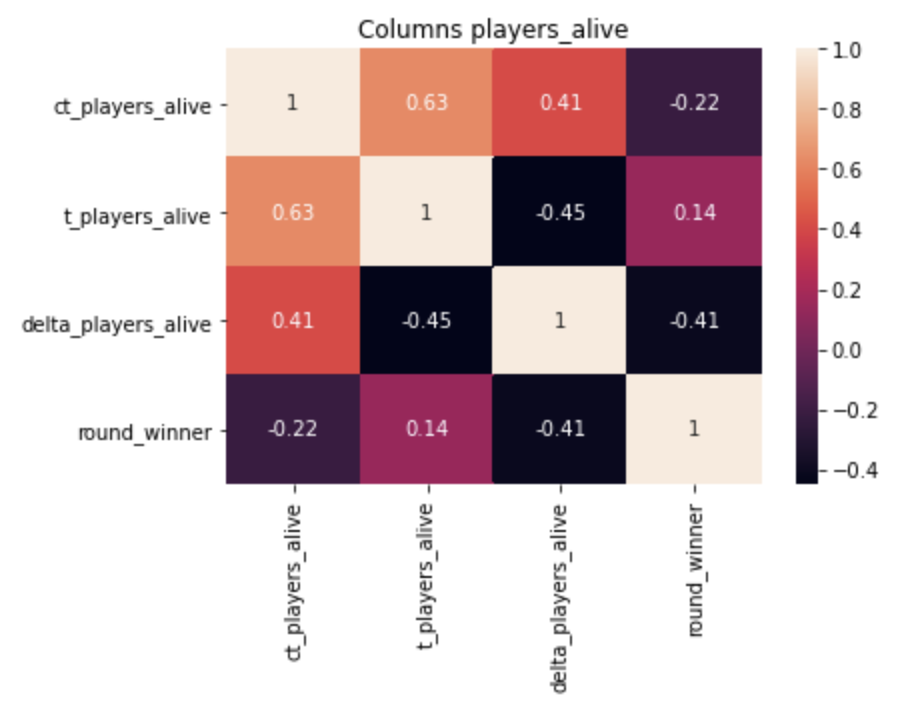 Columns players_alive
ct_players_alive 1 0.63 0.41 -0.22
t_players_alive 0.63 1 -0.45 0.14
delta_players_alive 0.41 -0.45 1 -0.41
round_winner -0.22 0.14 -0.41 1
ct_players_alive
t_players_alive
delta_players_alive
round_winner
1.0
0.8
0.6
0.4
0.2
0.0
−0.2
−0.4